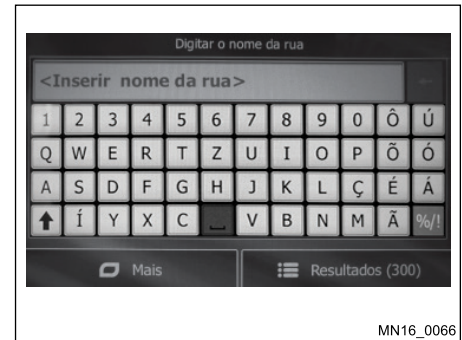 Digitar o nome da rua
<Inserir nome da rua>
1 2 3 4 5 6 7 8 9 0 Ô Ú
Q W E R T Z U I O P Õ Ó
A S D F G H J K L Ç É Á
Í Y X C V B N M Ã %/!
Mais Resultados (300)
MN16_0066